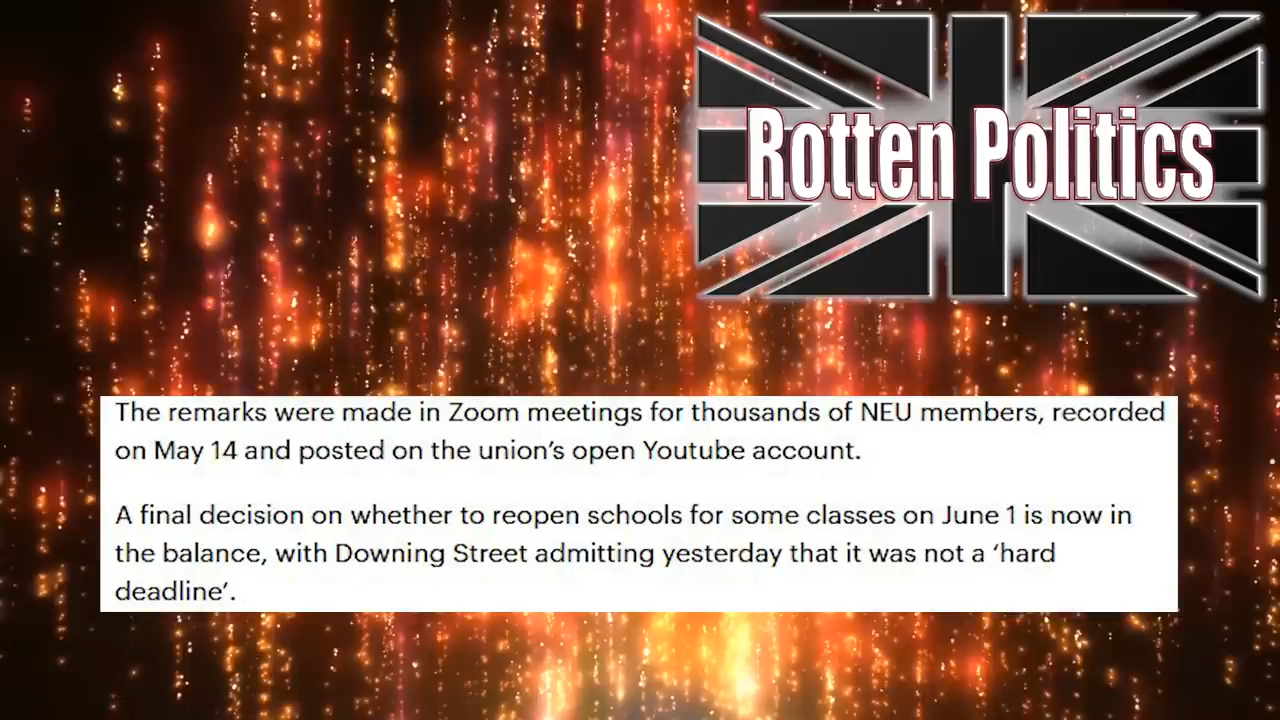 Rotten Politics
The remarks were made in Zoom meetings for thousands of NEU members, recorded
on May 14 and posted on the union’s open Youtube account.
A final decision on whether to reopen schools for some classes on June 1 is now in
the balance, with Downing Street admitting yesterday that it was not a ‘hard
deadline’.